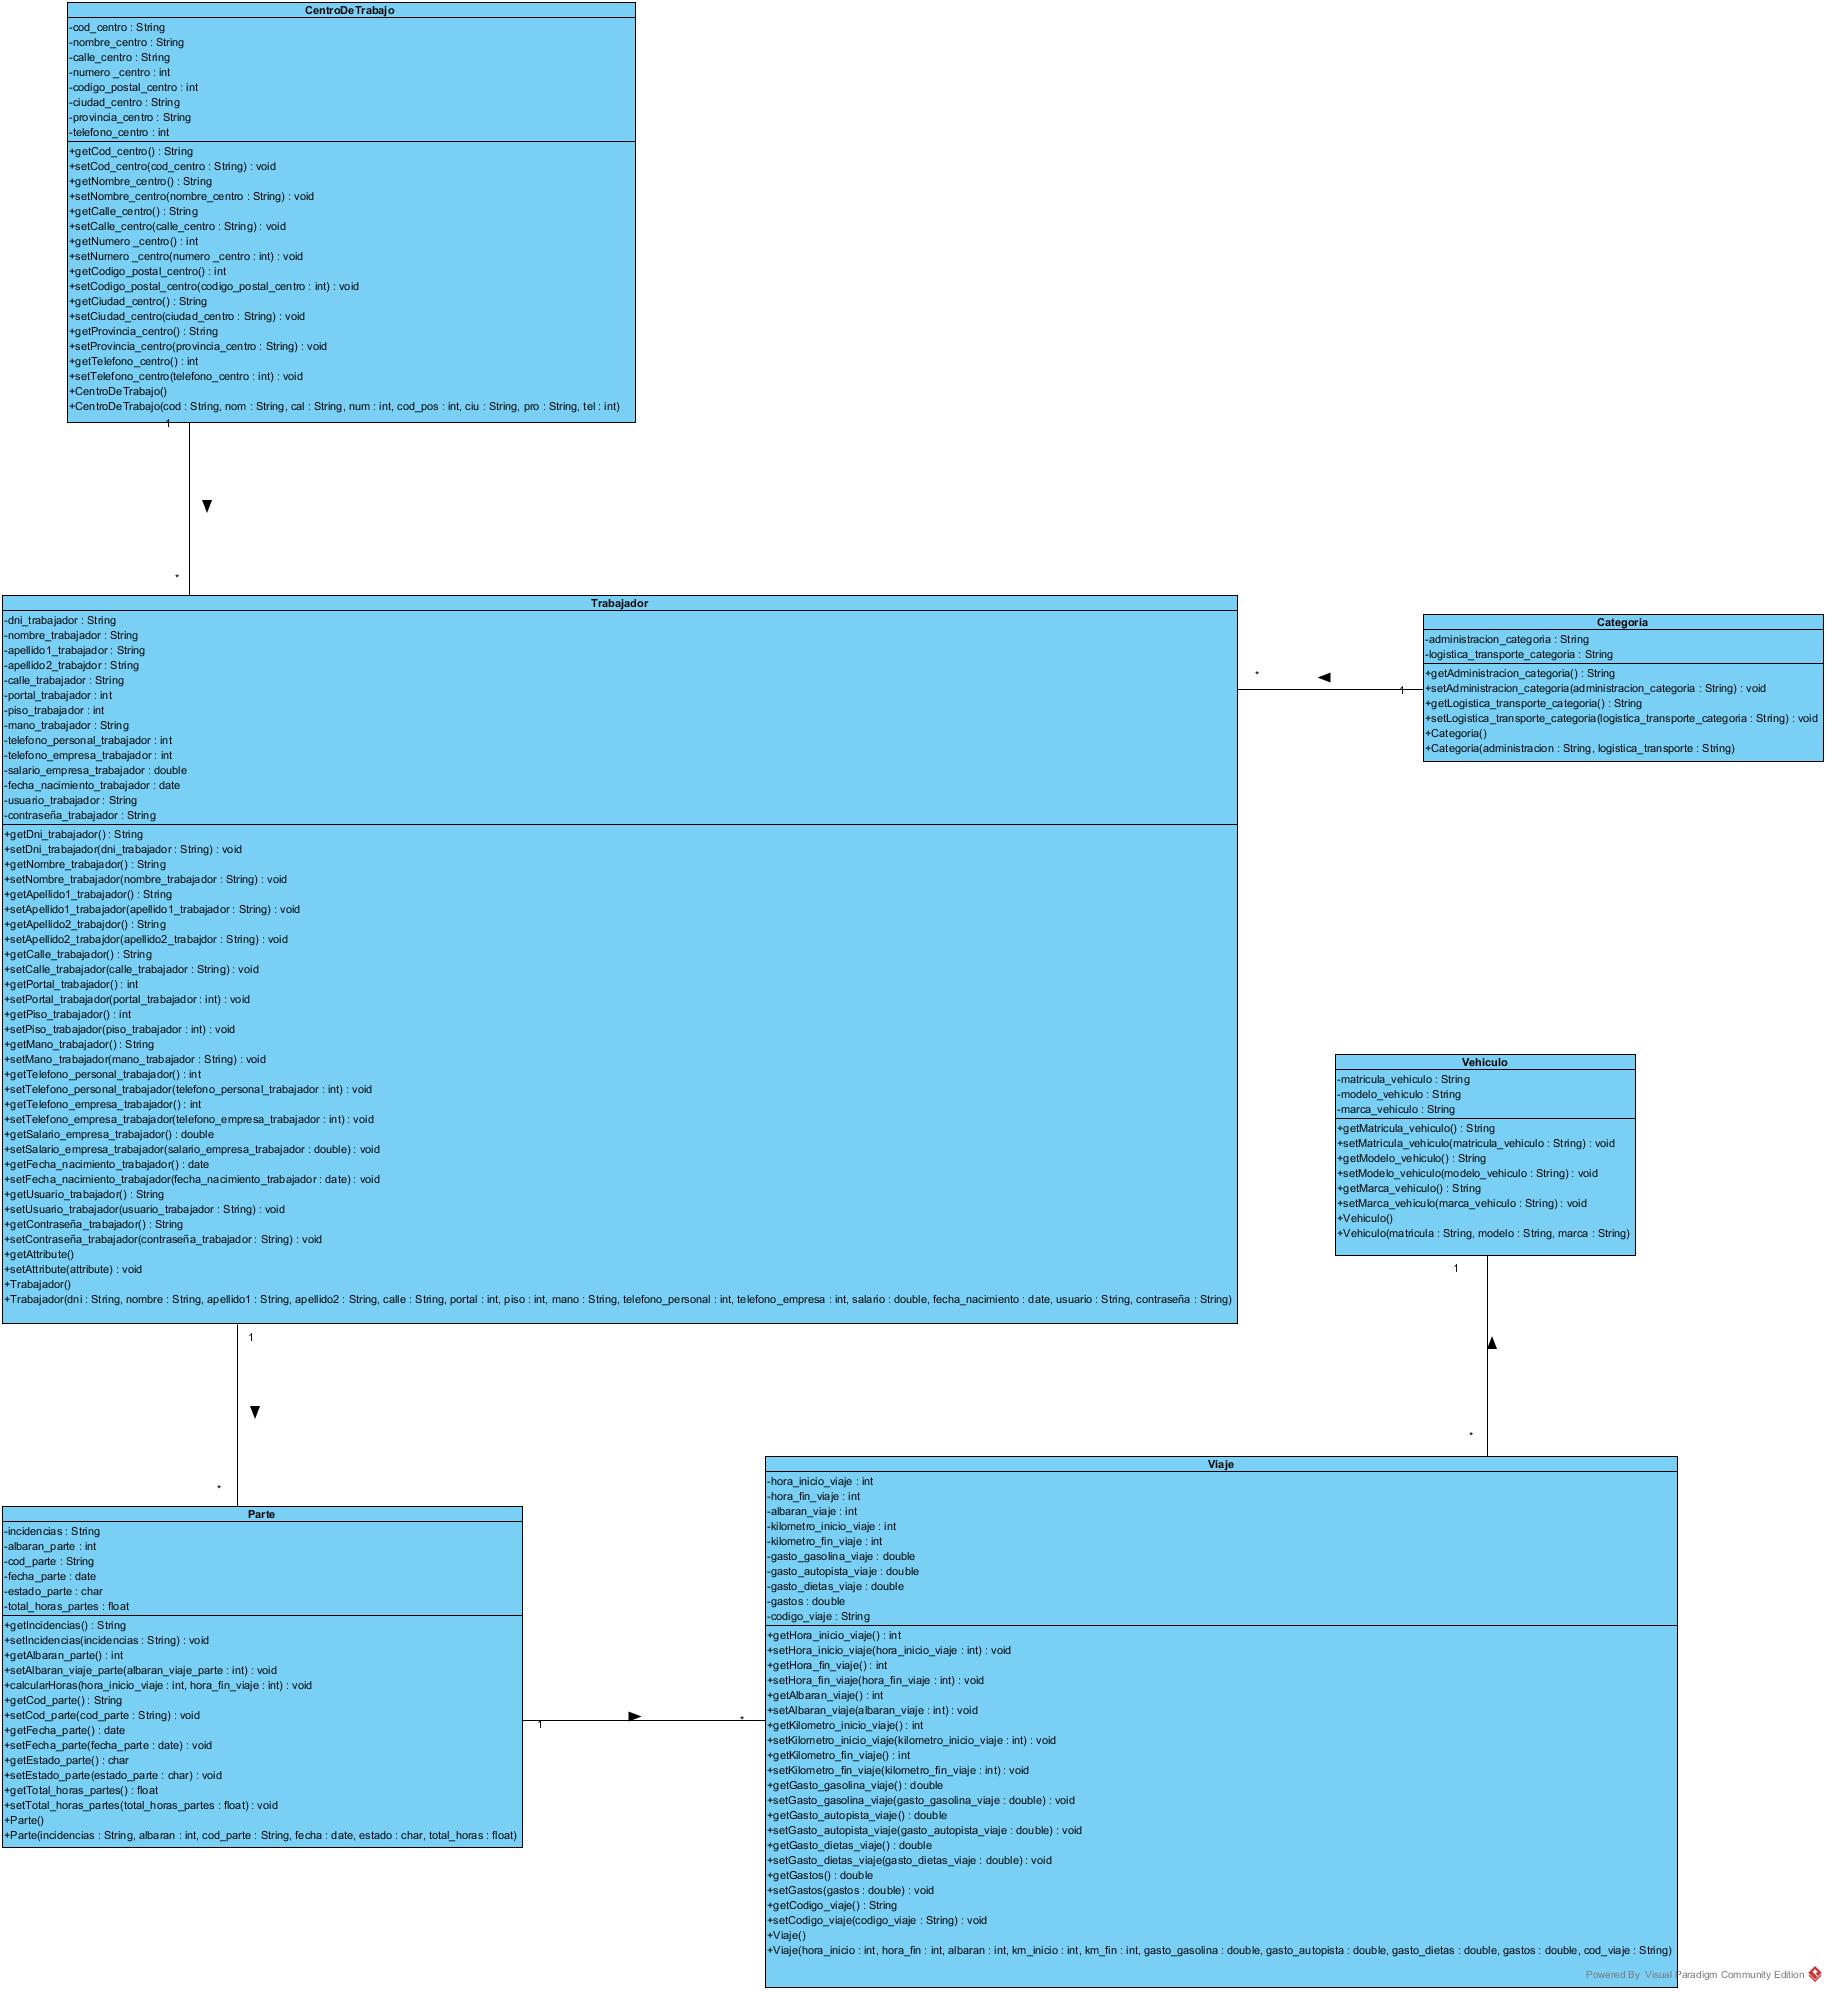 CentroDeTrabajo
-cod_centro : String
-nombre_centro : String
-calle_centro : String
-numero _centro : int
-codigo_postal_centro : int
-ciudad_centro : String
-provincia_centro : String
-telefono_centro : int
+getCod_centro() : String
+setCod_centro(cod_centro : String) : void
+getNombre_centro() : String
+setNombre_centro(nombre_centro : String) : void
+getCalle_centro() : String
+setCalle_centro(calle_centro : String) : void
+getNumero _centro() : int
+setNumero _centro(numero _centro : int) : void
+getCodigo_postal_centro() : int
+setCodigo_postal_centro(codigo_postal_centro : int) : void
+getCiudad_centro() : String
+setCiudad_centro(ciudad_centro : String) : void
+getProvincia_centro() : String
+setProvincia_centro(provincia_centro : String) : void
+getTelefono_centro() : int
+setTelefono_centro(telefono_centro : int) : void
+CentroDeTrabajo()
+CentroDeTrabajo(cod : String, nom : String, cal : String, num : int, cod_pos : int, ciu : String, pro : String, tel : int)
1
*
Trabajador
-dni_trabajador : String
-nombre_trabajador : String
-apellido1_trabajador : String
-apellido2_trabajdor : String
-calle_trabajador : String
-portal_trabajador : int
-piso_trabajador : int
-mano_trabajador : String
-telefono_personal_trabajador : int
-telefono_empresa_trabajador : int
-salario_empresa_trabajador : double
-fecha_nacimiento_trabajador : date
-usuario_trabajador : String
-contraseña_trabajador : String
+getDni_trabajador() : String
+setDni_trabajador(dni_trabajador : String) : void
+getNombre_trabajador() : String
+setNombre_trabajador(nombre_trabajador : String) : void
+getApellido1_trabajador() : String
+setApellido1_trabajador(apellido1_trabajador : String) : void
+getApellido2_trabajdor() : String
+setApellido2_trabajdor(apellido2_trabajdor : String) : void
+getCalle_trabajador() : String
+setCalle_trabajador(calle_trabajador : String) : void
+getPortal_trabajador() : int
+setPortal_trabajador(portal_trabajador : int) : void
+getPiso_trabajador() : int
+setPiso_trabajador(piso_trabajador : int) : void
+getMano_trabajador() : String
+setMano_trabajador(mano_trabajador : String) : void
+getTelefono_personal_trabajador() : int
+setTelefono_personal_trabajador(telefono_personal_trabajador : int) : void
+getTelefono_empresa_trabajador() : int
+setTelefono_empresa_trabajador(telefono_empresa_trabajador : int) : void
+getSalario_empresa_trabajador() : double
+setSalario_empresa_trabajador(salario_empresa_trabajador : double) : void
+getFecha_nacimiento_trabajador() : date
+setFecha_nacimiento_trabajador(fecha_nacimiento_trabajador : date) : void
+getUsuario_trabajador() : String
+setUsuario_trabajador(usuario_trabajador : String) : void
+getContraseña_trabajador() : String
+setContraseña_trabajador(contraseña_trabajador : String) : void
+getAttribute()
+setAttribute(attribute) : void
+Trabajador()
+Trabajador(dni : String, nombre : String, apellido1 : String, apellido2 : String, calle : String, portal : int, piso : int, mano : String, telefono_personal : int, telefono_empresa : int, salario : double, fecha_nacimiento : date, usuario : String, contraseña : String)
*
1
Categoria
-administracion_categoria : String
-logistica_transporte_categoria : String
+getAdministracion_categoria() : String
+setAdministracion_categoria(administracion_categoria : String) : void
+getLogistica_transporte_categoria() : String
+setLogistica_transporte_categoria(logistica_transporte_categoria : String) : void
+Categoria()
+Categoria(administracion : String, logistica_transporte : String)
Vehiculo
-matricula_vehiculo : String
-modelo_vehiculo : String
-marca_vehiculo : String
+getMatricula_vehiculo() : String
+setMatricula_vehiculo(matricula_vehiculo : String) : void
+getModelo_vehiculo() : String
+setModelo_vehiculo(modelo_vehiculo : String) : void
+getMarca_vehiculo() : String
+setMarca_vehiculo(marca_vehiculo : String) : void
+Vehiculo()
+Vehiculo(matricula : String, modelo : String, marca : String)
1
*
1
*
Parte
-incidencias : String
-albaran_parte : int
-cod_parte : String
-fecha_parte : date
-estado_parte : char
-total_horas_partes : float
+getIncidencias() : String
+setIncidencias(incidencias : String) : void
+getAlbaran_parte() : int
+setAlbaran_viaje_parte(albaran_viaje_parte : int) : void
+calcularHoras(hora_inicio_viaje : int, hora_fin_viaje : int) : void
+getCod_parte() : String
+setCod_parte(cod_parte : String) : void
+getFecha_parte() : date
+setFecha_parte(fecha_parte : date) : void
+getEstado_parte() : char
+setEstado_parte(estado_parte : char) : void
+getTotal_horas_partes() : float
+setTotal_horas_partes(total_horas_partes : float) : void
+Parte()
+Parte(incidencias : String, albaran : int, cod_parte : String, fecha : date, estado : char, total_horas : float)
1
*
Viaje
-hora_inicio_viaje : int
-hora_fin_viaje : int
-albaran_viaje : int
-kilometro_inicio_viaje : int
-kilometro_fin_viaje : int
-gasto_gasolina_viaje : double
-gasto_autopista_viaje : double
-gasto_dietas_viaje : double
-gastos : double
-codigo_viaje : String
+getHora_inicio_viaje() : int
+setHora_inicio_viaje(hora_inicio_viaje : int) : void
+getHora_fin_viaje() : int
+setHora_fin_viaje(hora_fin_viaje : int) : void
+getAlbaran_viaje() : int
+setAlbaran_viaje(albaran_viaje : int) : void
+getKilometro_inicio_viaje() : int
+setKilometro_inicio_viaje(kilometro_inicio_viaje : int) : void
+getKilometro_fin_viaje() : int
+setKilometro_fin_viaje(kilometro_fin_viaje : int) : void
+getGasto_gasolina_viaje() : double
+setGasto_gasolina_viaje(gasto_gasolina_viaje : double) : void
+getGasto_autopista_viaje() : double
+setGasto_autopista_viaje(gasto_autopista_viaje : double) : void
+getGasto_dietas_viaje() : double
+setGasto_dietas_viaje(gasto_dietas_viaje : double) : void
+getGastos() : double
+setGastos(gastos : double) : void
+getCodigo_viaje() : String
+setCodigo_viaje(codigo_viaje : String) : void
+Viaje()
+Viaje(hora_inicio : int, hora_fin : int, albaran : int, km_inicio : int, km_fin : int, gasto_gasolina : double, gasto_autopista : double, gasto_dietas : double, gastos : double, cod_viaje : String)
Powered By Visual Paradigm Community Edition